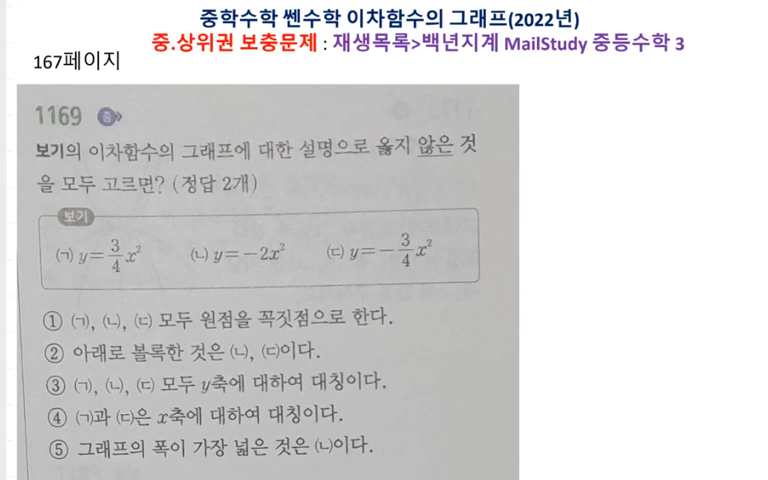 중학수학 쎈수학 이차함수의 그래프(2022년)
중.상위권 보충문제 : 재생목록>백년지계 MailStudy 중등수학 3
167페이지
1169 중
보기의 이차함수의 그래프에 대한 설명으로 옳지 않은 것
을 모두 고르면? (정답 2개)
보기
(ㄱ) y=3/4x² (ㄴ) y=-2x² (ㄷ) y=-3/4x²
① (ㄱ), (ㄴ), (ㄷ) 모두 원점을 꼭짓점으로 한다.
② 아래로 볼록한 것은 (ㄴ), (ㄷ)이다.
③ (ㄱ), (ㄴ), (ㄷ) 모두 y축에 대하여 대칭이다.
④ (ㄱ)과 (ㄷ)은 x축에 대하여 대칭이다.
⑤ 그래프의 폭이 가장 넓은 것은 (ㄴ)이다.